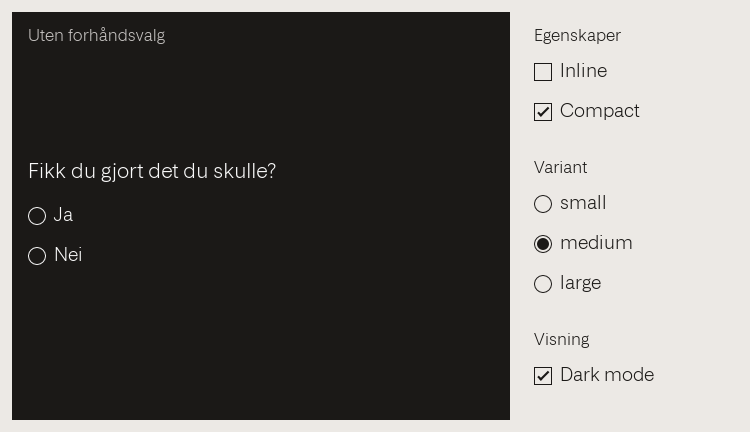 Uten forhåndsvalg
Fikk du gjort det du skulle?
Ja
Nei
Egenskaper
Inline
Compact
Variant
small
medium
large
Visning
Dark mode